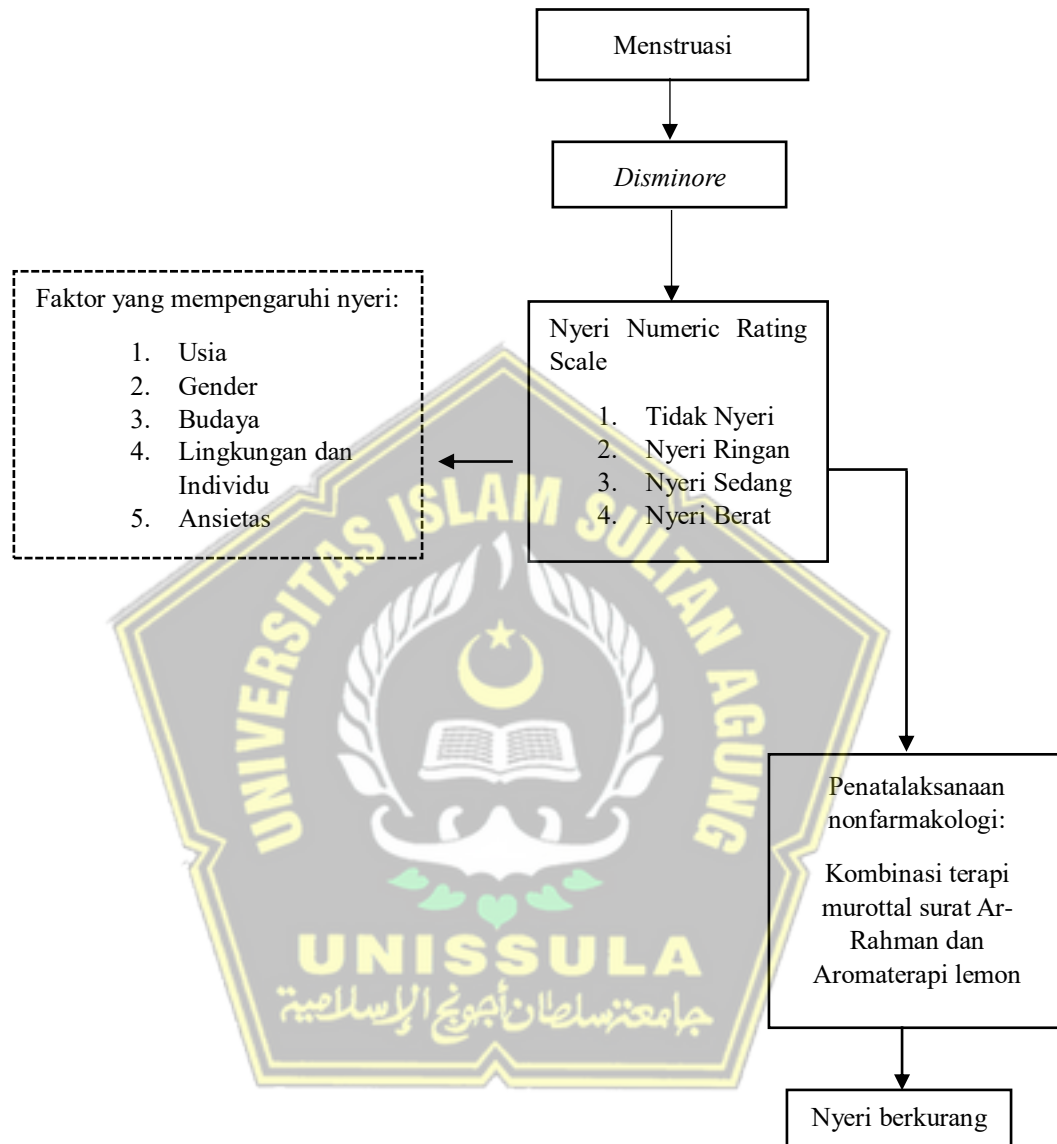 Menstruasi
Disminore
Faktor yang mempengaruhi nyeri:
1. Usia
2. Gender
3. Budaya
4. Lingkungan dan
Individu
5. Ansietas
Nyeri Numeric Rating
Scale
1. Tidak Nyeri
2. Nyeri Ringan
3. Nyeri Sedang
4. Nyeri Berat
Penatalaksanaan
nonfarmakologi:
Kombinasi terapi
murottal surat Ar-
Rahman dan
Aromaterapi lemon
Nyeri berkurang
UNIVERSITAS ISLAM SULTAN AGUNG
UNISSULA
جامعة سلطان أجونج الإسلامية